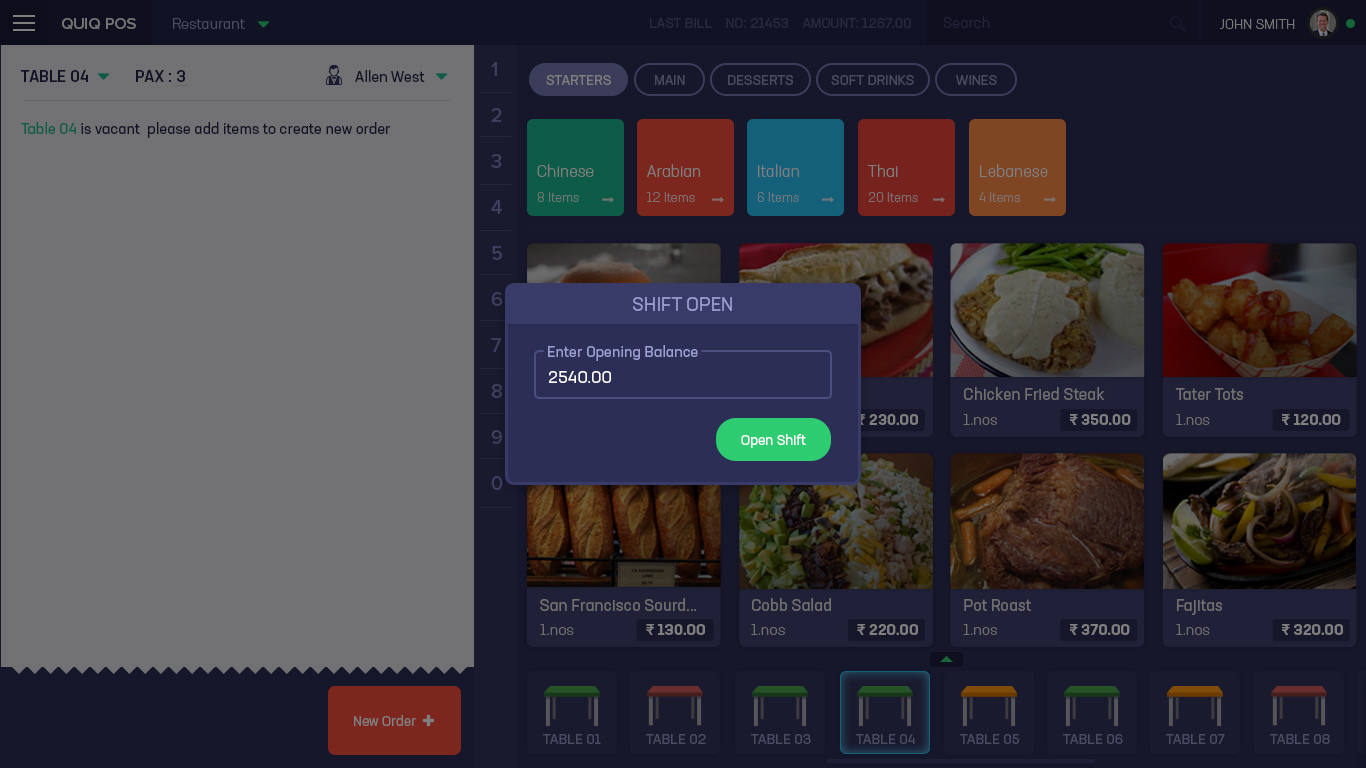 QUIQ POS
Restaurant
LAST BILL NO: 21453 AMOUNT: 1267.00
Search
JOHN SMITH
TABLE 04
PAX : 3
Allen West
Table 04 is vacant please add items to create new order
New Order
1
2
3
4
5
6
7
8
9
0
STARTERS
MAIN
DESSERTS
SOFT DRINKS
WINES
Chinese
8 Items
Arabian
12 Items
Italian
6 Items
Thai
20 Items
Lebanese
4 Items
SHIFT OPEN
Enter Opening Balance
2540.00
Open Shift
₹ 230.00
Chicken Fried Steak
1.nos
₹ 350.00
Tater Tots
1.nos
₹ 120.00
San Francisco Sourd...
1.nos
₹ 130.00
Cobb Salad
1.nos
₹ 220.00
Pot Roast
1.nos
₹ 370.00
Fajitas
1.nos
₹ 320.00
TABLE 01
TABLE 02
TABLE 03
TABLE 04
TABLE 05
TABLE 06
TABLE 07
TABLE 08